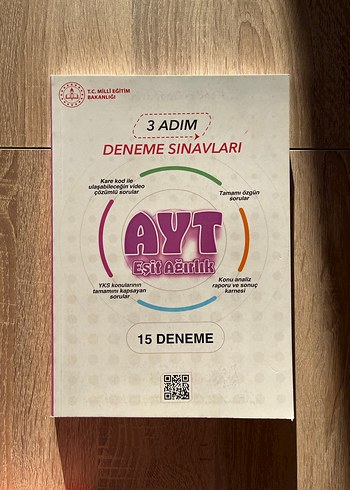 T.C. MİLLÎ EĞİTİM
BAKANLIĞI
3 ADIM
DENEME SINAVLARI
Kare kod ile
ulaşabileceğin video
çözümlü sorular
Tamamı özgün
sorular
AYT
Eşit Ağırlık
YKS konularının
tamamını kapsayan
sorular
Konu analiz
raporu ve sonuç
karnesi
15 DENEME